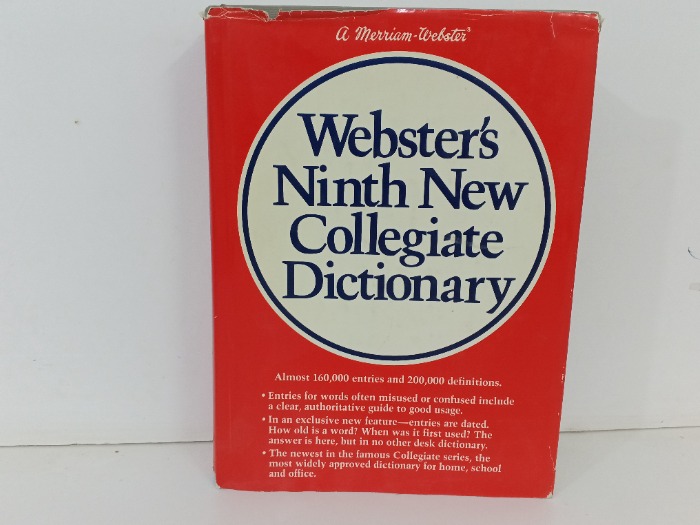 A Merriam-Webster®
Webster's
Ninth New
Collegiate
Dictionary
Almost 160,000 entries and 200,000 definitions.
• Entries for words often misused or confused include
a clear, authoritative guide to good usage.
• In an exclusive new feature—entries are dated.
How old is a word? When was it first used? The
answer is here, but in no other desk dictionary.
• The newest in the famous Collegiate series, the
most widely approved dictionary for home, school
and office.